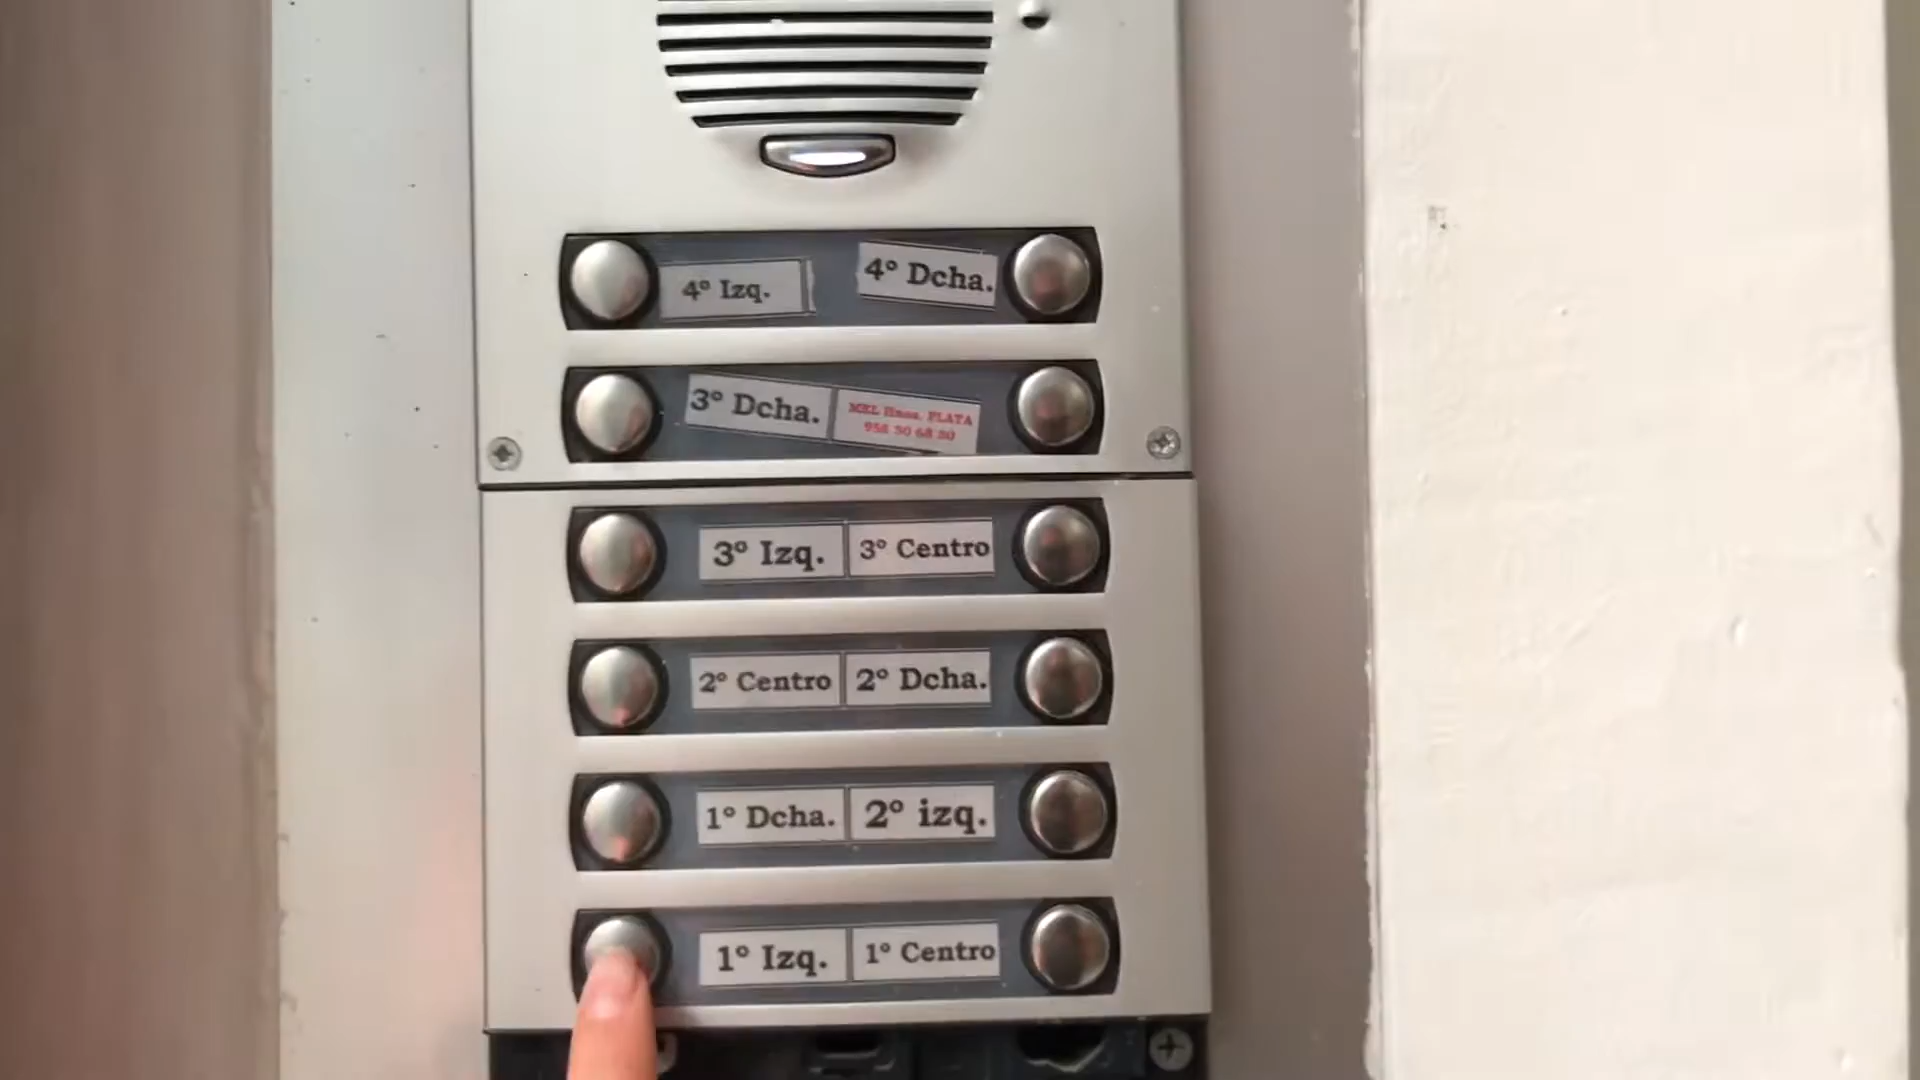 4º Izq.
4º Dcha.
3º Dcha.
PLATA
3º Izq.
3º Centro
2º Centro
2º Dcha.
1º Dcha.
2º izq.
1º Izq.
1º Centro